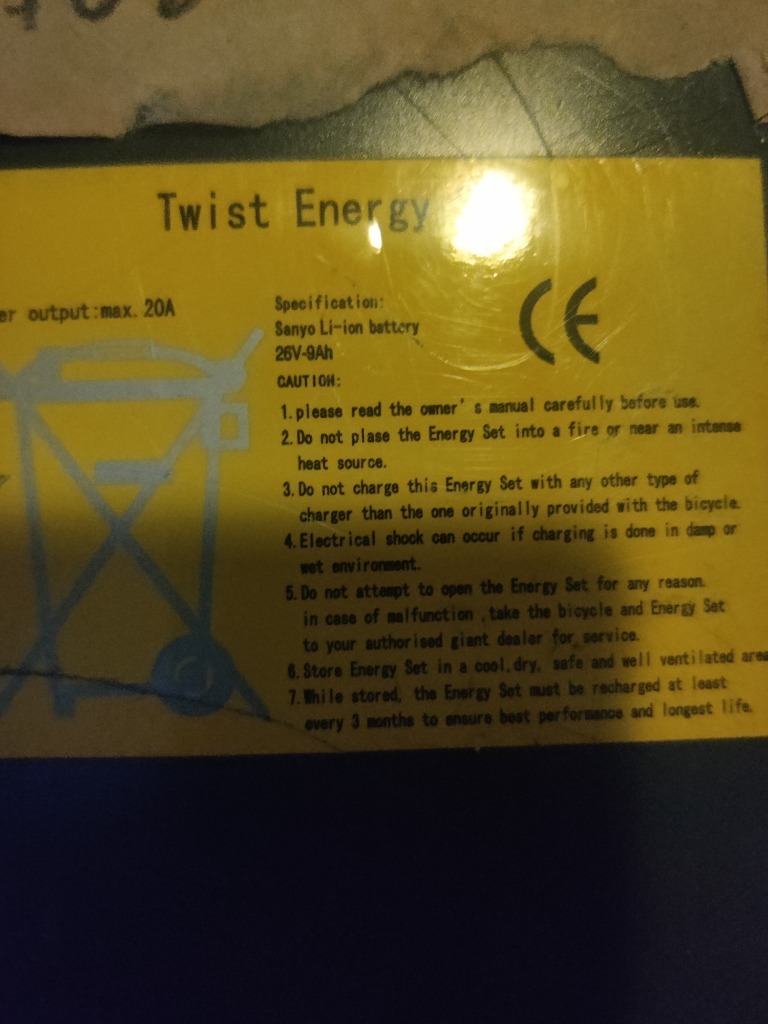 Twist Energy
output:max. 20A
Specification:
Sanyo Li-ion battery
26V-9Ah
CE
CAUTION:
1.please read the owner's manual carefully before use.
2.Do not plase the Energy Set into a fire or near an intense
heat source.
3.Do not charge this Energy Set with any other type of
charger than the one originally provided with the bicycle.
4.Electrical shock can occur if charging is done in damp or
wet environment.
5.Do not attempt to open the Energy Set for any reason.
in case of malfunction ,take the bicycle and Energy Set
to your authorised giant dealer for service.
6.Store Energy Set in a cool,dry, safe and well ventilated area
7.While stored, the Energy Set must be recharged at least
every 3 months to ensure best performance and longest life.